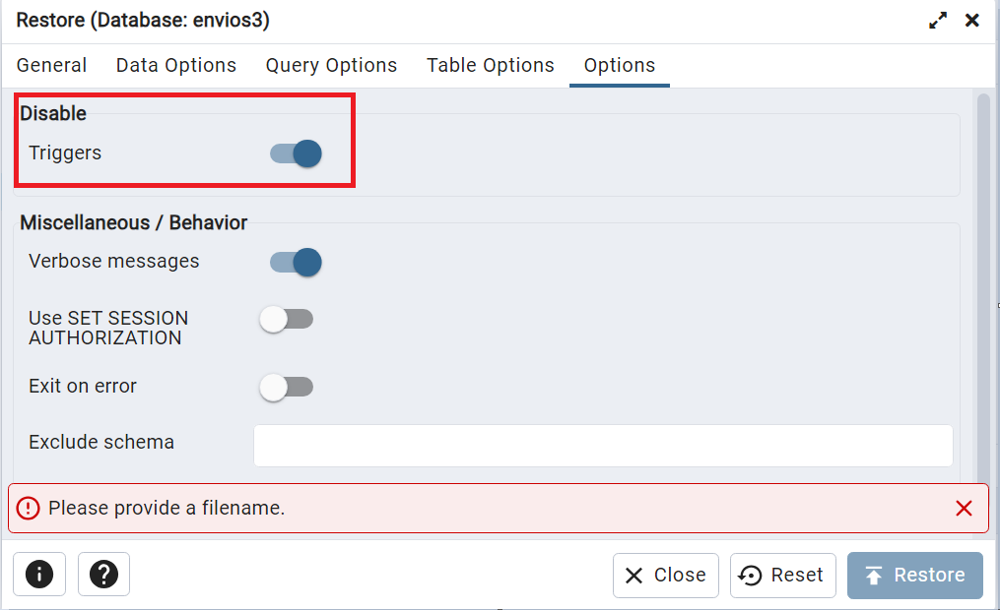 Restore (Database: envios3)
General Data Options Query Options Table Options Options
Disable
Triggers
Miscellaneous / Behavior
Verbose messages
Use SET SESSION
AUTHORIZATION
Exit on error
Exclude schema
Please provide a filename.
Close Reset Restore